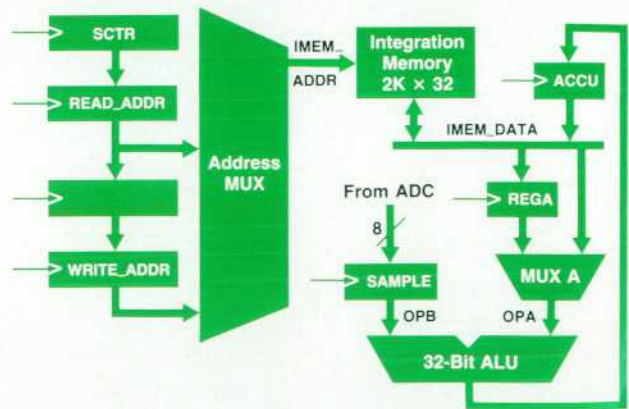 SCTR
READ_ADDR
WRITE_ADDR
Address
MUX
IMEM_
ADDR
Integration
Memory
2K × 32
ACCU
IMEM_DATA
From ADC
8
REGA
SAMPLE
MUX A
OPB
OPA
32-Bit ALU